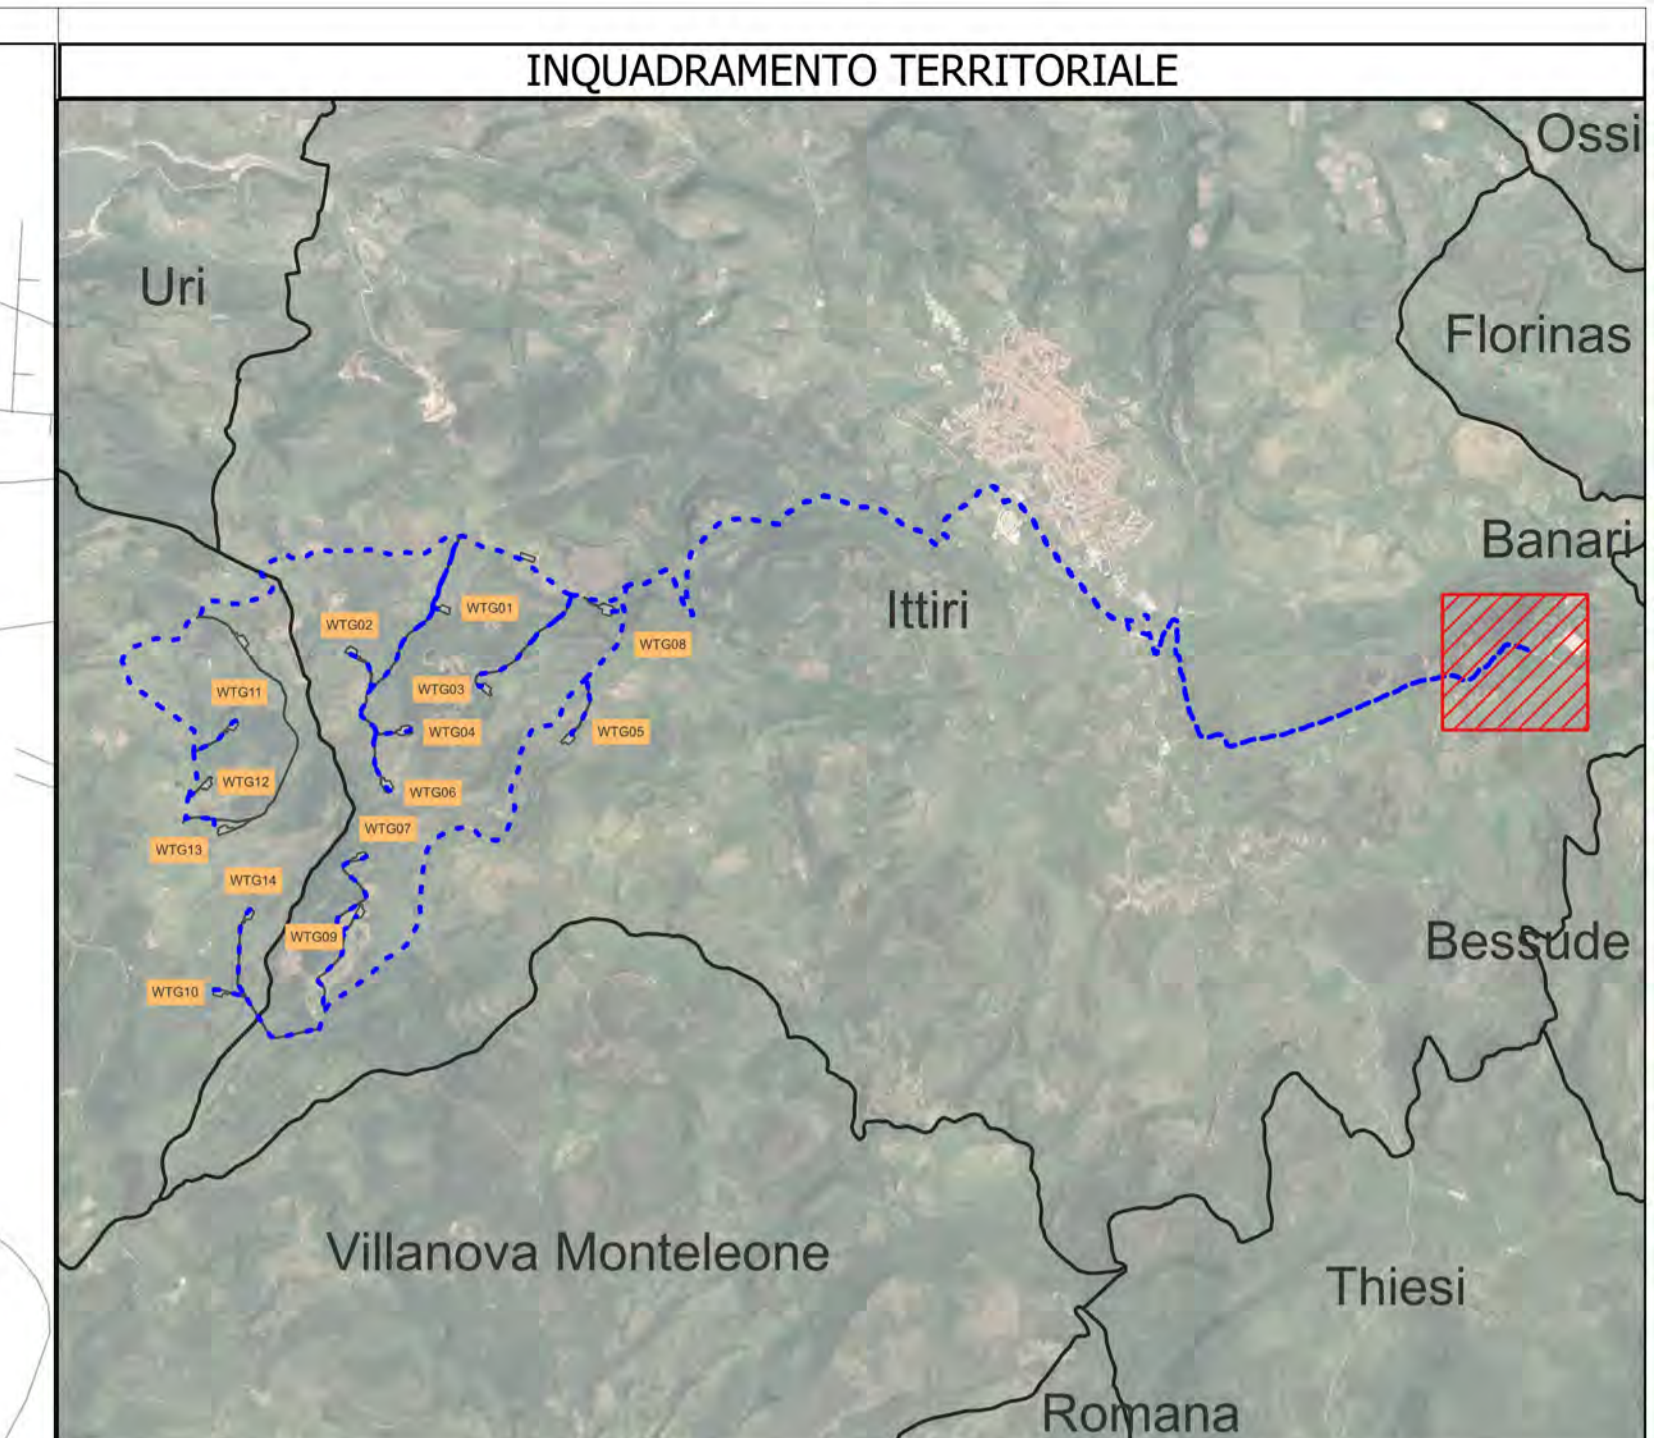 INQUADRAMENTO TERRITORIALE
Ossi
Uri
Florinas
Banari
WTG01
WTG02
Ittiri
WTG08
WTG03
WTG11
WTG04
WTG05
WTG12
WTG06
WTG07
WTG13
WTG14
WTG09
Bessude
WTG10
Villanova Monteleone
Thiesi
Romana